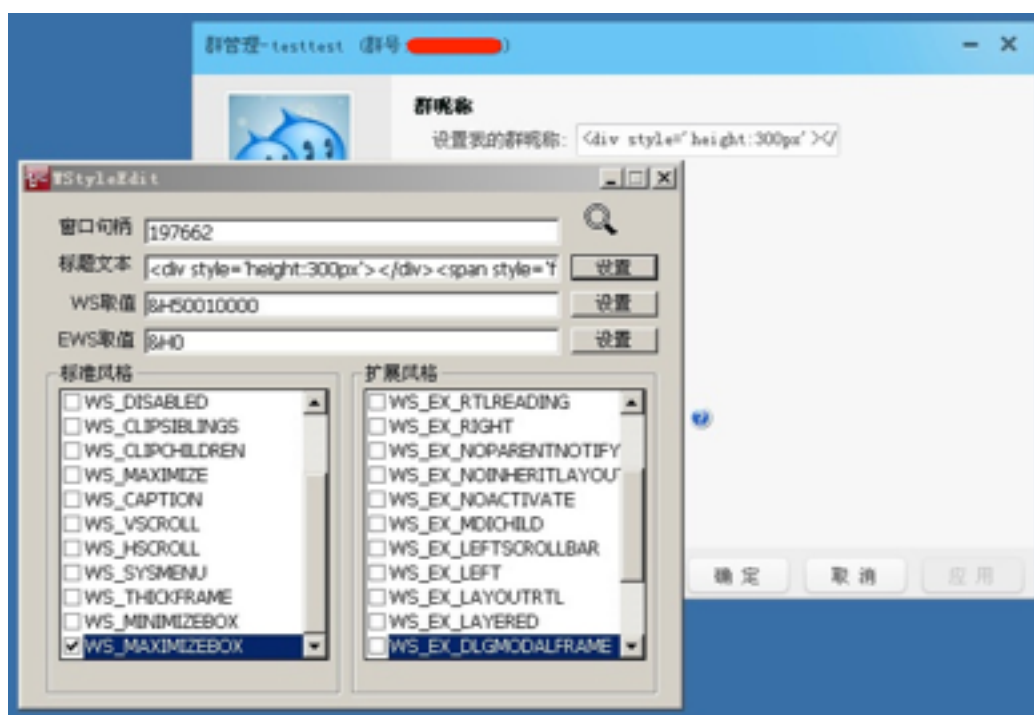 群管理-testtest (群号)
群昵称
设置我的群昵称: <div style='height:300px'></
WStyleEdit
窗口句柄 197662
标题文本 <div style='height:300px'></div><span style='f 设置
WS取值 &H50010000 设置
EWS取值 &H0 设置
标准风格
WS_DISABLED
WS_CLIPSIBLINGS
WS_CLIPCHILDREN
WS_MAXIMIZE
WS_CAPTION
WS_VSCROLL
WS_HSCROLL
WS_SYSMENU
WS_THICKFRAME
WS_MINIMIZEBOX
WS_MAXIMIZEBOX
扩展风格
WS_EX_RTLREADING
WS_EX_RIGHT
WS_EX_NOPARENTNOTIFY
WS_EX_NOINHERITLAYOU
WS_EX_NOACTIVATE
WS_EX_MDICHILD
WS_EX_LEFTSCROLLBAR
WS_EX_LEFT
WS_EX_LAYOUTRTL
WS_EX_LAYERED
WS_EX_DLGMODALFRAME
确定 取消 应用